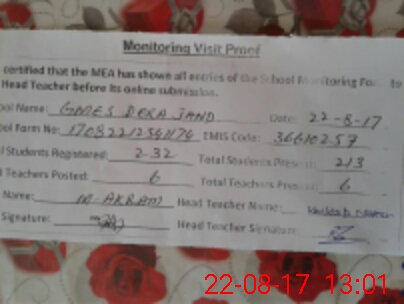 Monitoring Visit Proof
certified that the MEA has shown all entries of the School Monitoring For to
Head Teacher before its online submission.
ool Name: GMES DERA JAND Date: 22-8-17
ool Form No: EMIS Code: 36610257
l Students Registered: 232 Total Students Present: 213
l Teachers Posted: 6 Total Teachers Present: 6
Name: M. AKRAM Head Teacher Name:
Signature: Head Teacher Signature
22-08-17 13:01